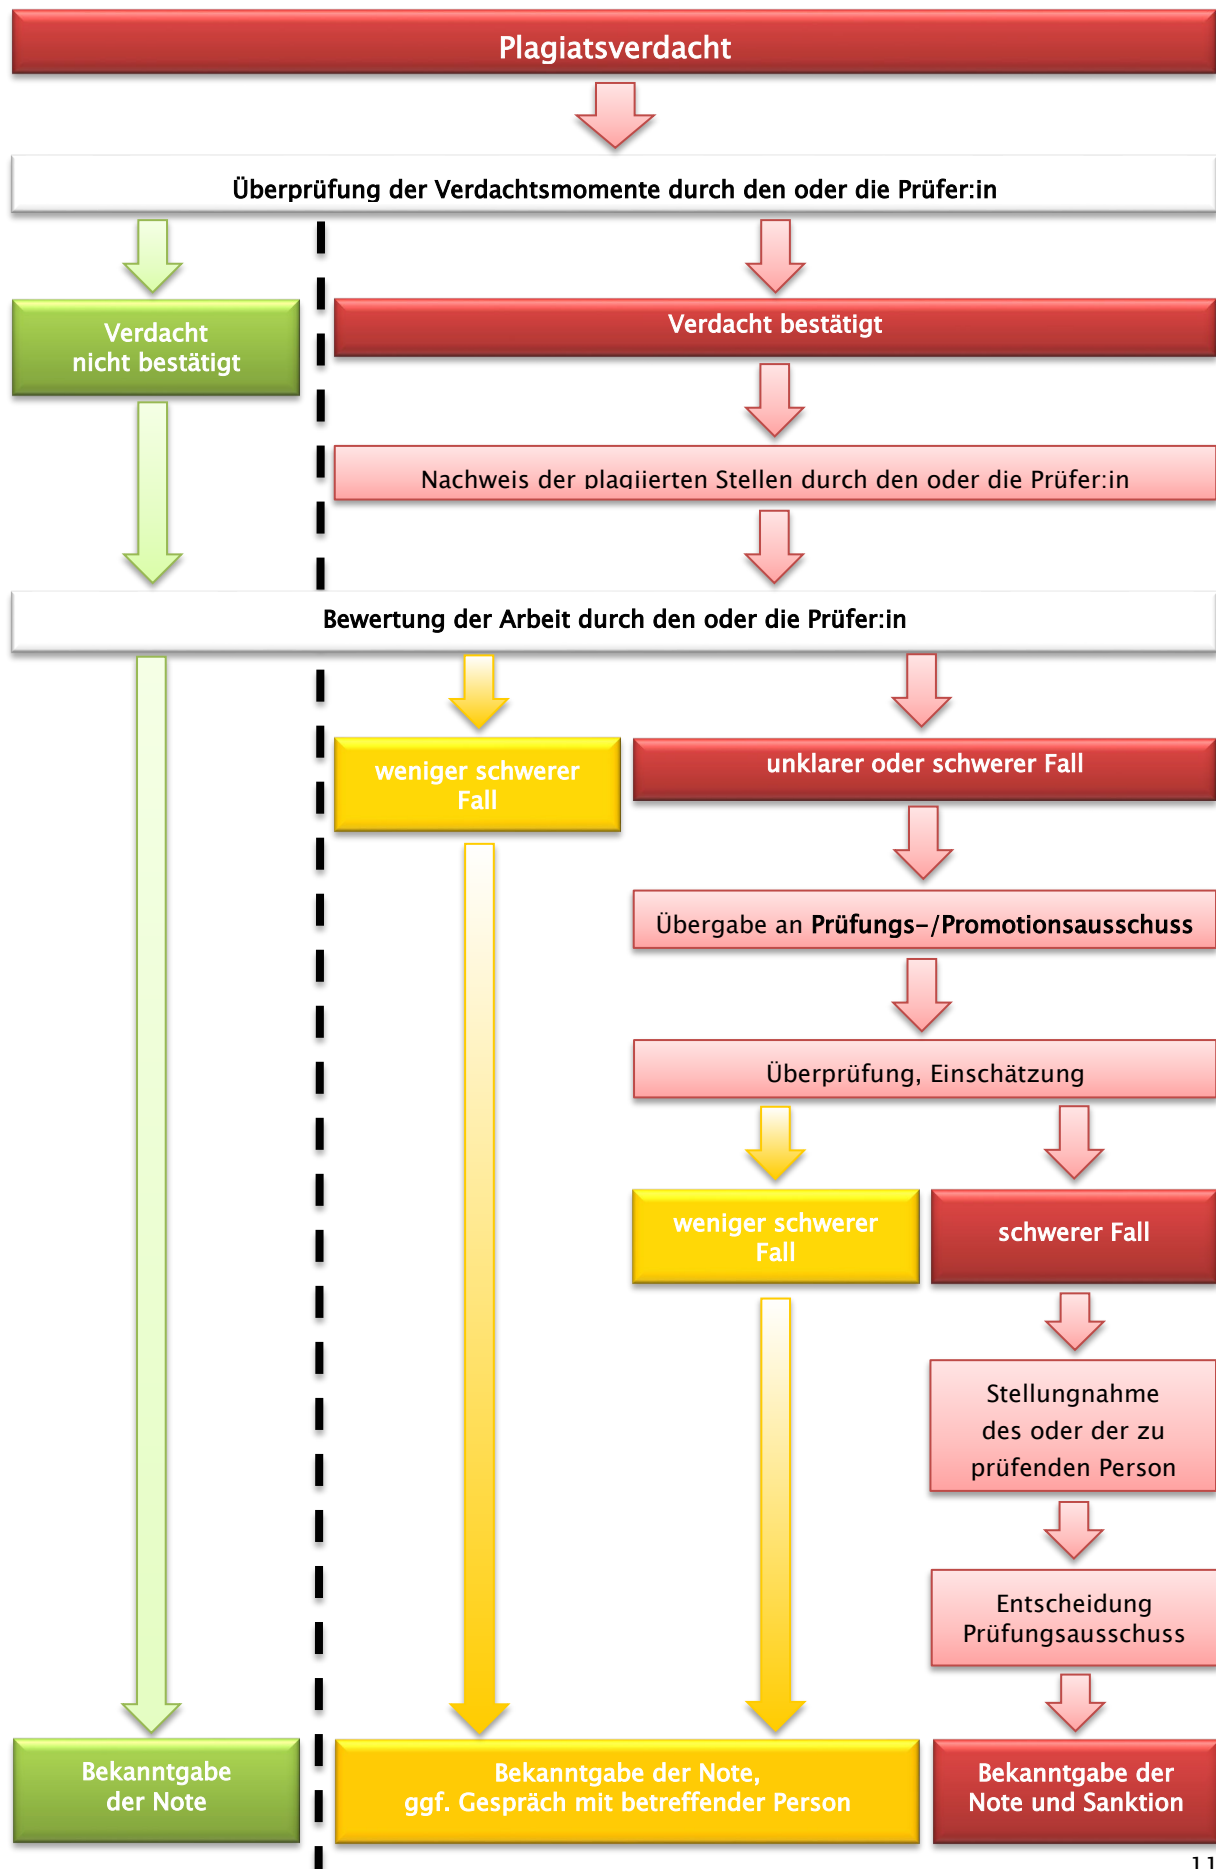 Plagiatsverdacht
Überprüfung der Verdachtsmomente durch den oder die Prüfer:in
Verdacht
nicht bestätigt
Verdacht bestätigt
Nachweis der plagiierten Stellen durch den oder die Prüfer:in
Bewertung der Arbeit durch den oder die Prüfer:in
weniger schwerer
Fall
unklarer oder schwerer Fall
Übergabe an Prüfungs-/Promotionsausschuss
Überprüfung, Einschätzung
weniger schwerer
Fall
schwerer Fall
Stellungnahme
des oder der zu
prüfenden Person
Entscheidung
Prüfungsausschuss
Bekanntgabe
der Note
Bekanntgabe der Note,
ggf. Gespräch mit betreffender Person
Bekanntgabe der
Note und Sanktion
11